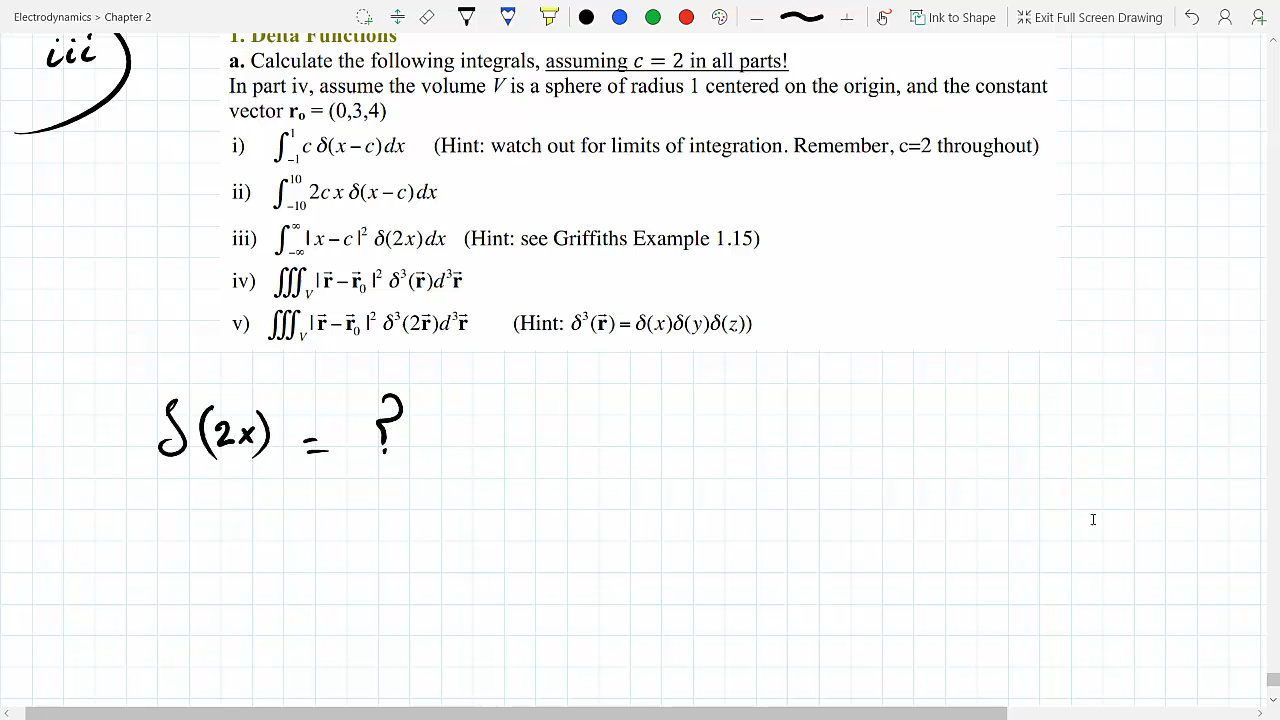 Electrodynamics > Chapter 2
Ink to Shape
Exit Full Screen Drawing
iii)
1. Delta Functions
a. Calculate the following integrals, assuming c = 2 in all parts!
In part iv, assume the volume V is a sphere of radius 1 centered on the origin, and the constant
vector r₀ = (0,3,4)
i) ∫₋₁¹ c δ(x−c)dx (Hint: watch out for limits of integration. Remember, c=2 throughout)
ii) ∫₋₁₀¹⁰ 2c x δ(x−c)dx
iii) ∫₋∞^∞ |x−c|² δ(2x)dx (Hint: see Griffiths Example 1.15)
iv) ∭_V |r⃗ − r⃗₀|² δ³(r⃗)d³r⃗
v) ∭_V |r⃗ − r⃗₀|² δ³(2r⃗)d³r⃗ (Hint: δ³(r⃗) = δ(x)δ(y)δ(z))
δ(2x) = ?